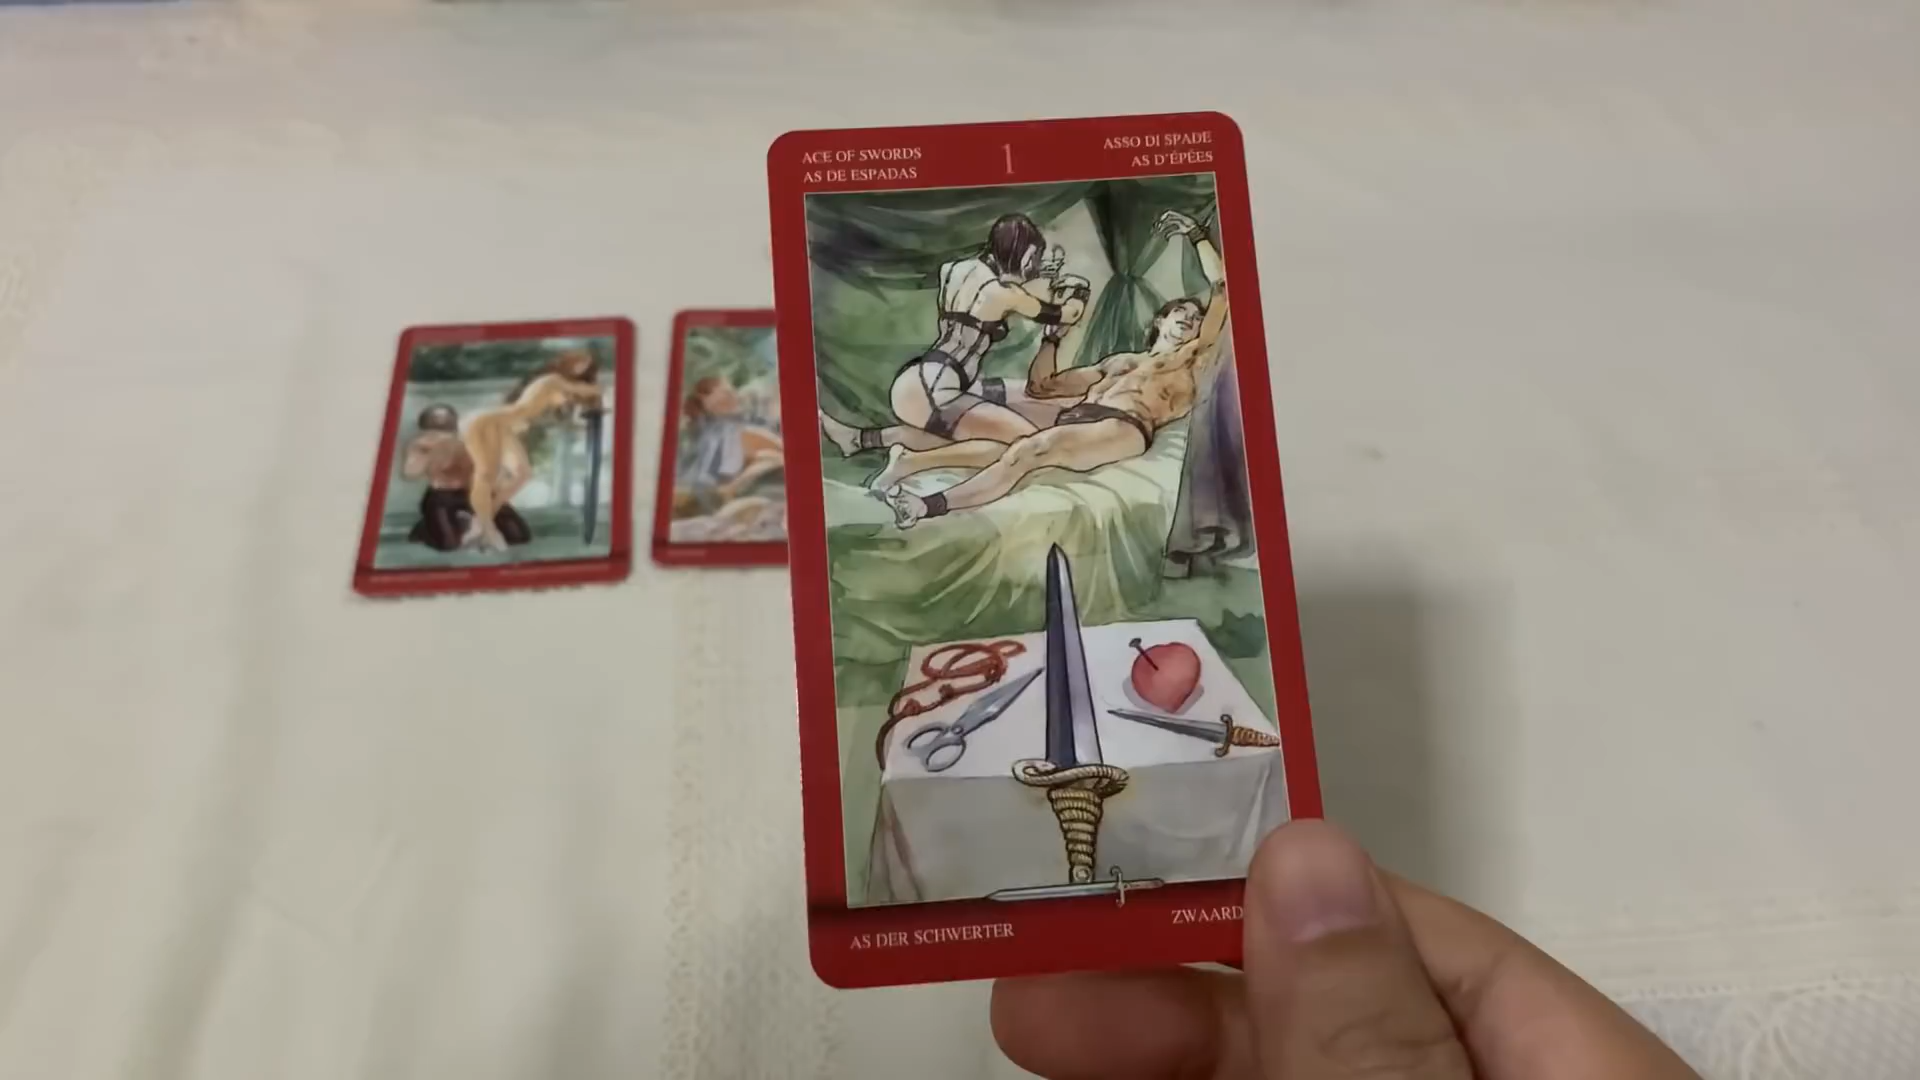 ACE OF SWORDS
AS DE ESPADAS
1
ASSO DI SPADE
AS D'ÉPÉES
AS DER SCHWERTER
ZWAARD